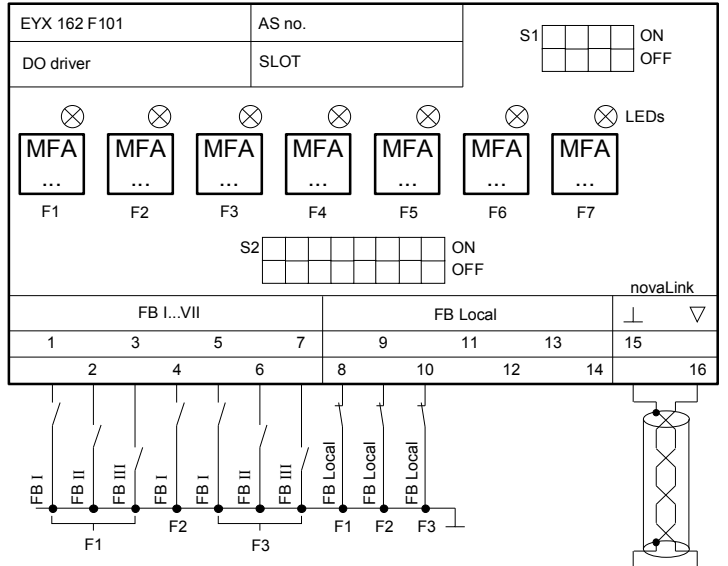 EYX 162 F101
AS no.
S1
ON
OFF
DO driver
SLOT
LEDs
MFA MFA MFA MFA MFA MFA MFA
... ... ... ... ... ... ...
F1 F2 F3 F4 F5 F6 F7
S2
ON
OFF
novaLink
FB I...VII
FB Local
1 3 5 7 9 11 13 15
2 4 6 8 10 12 14 16
FB I
FB II
FB III
FB I
FB I
FB II
FB III
FB Local
FB Local
FB Local
F1 F2 F3 F1 F2 F3